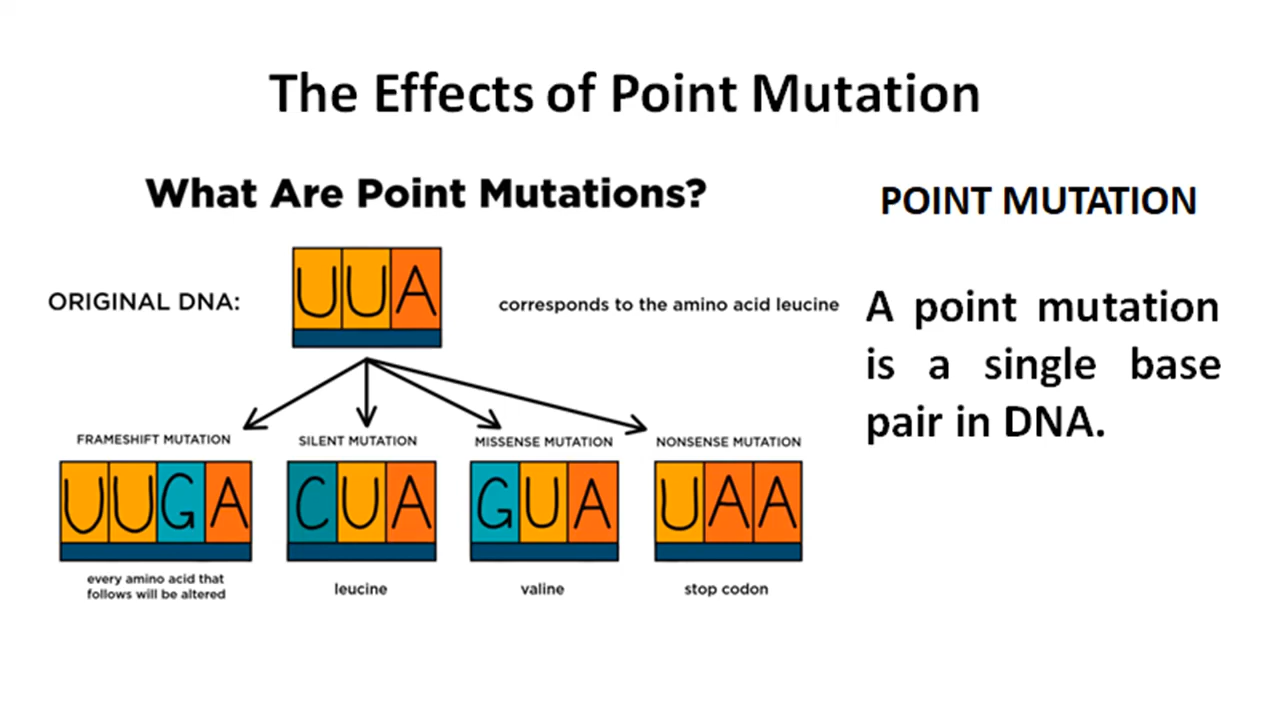 The Effects of Point Mutation
What Are Point Mutations?
ORIGINAL DNA:
UUA
corresponds to the amino acid leucine
FRAMESHIFT MUTATION
UUGA
every amino acid that
follows will be altered
SILENT MUTATION
CUA
leucine
MISSENSE MUTATION
GUA
valine
NONSENSE MUTATION
UAA
stop codon
POINT MUTATION
A point mutation
is a single base
pair in DNA.